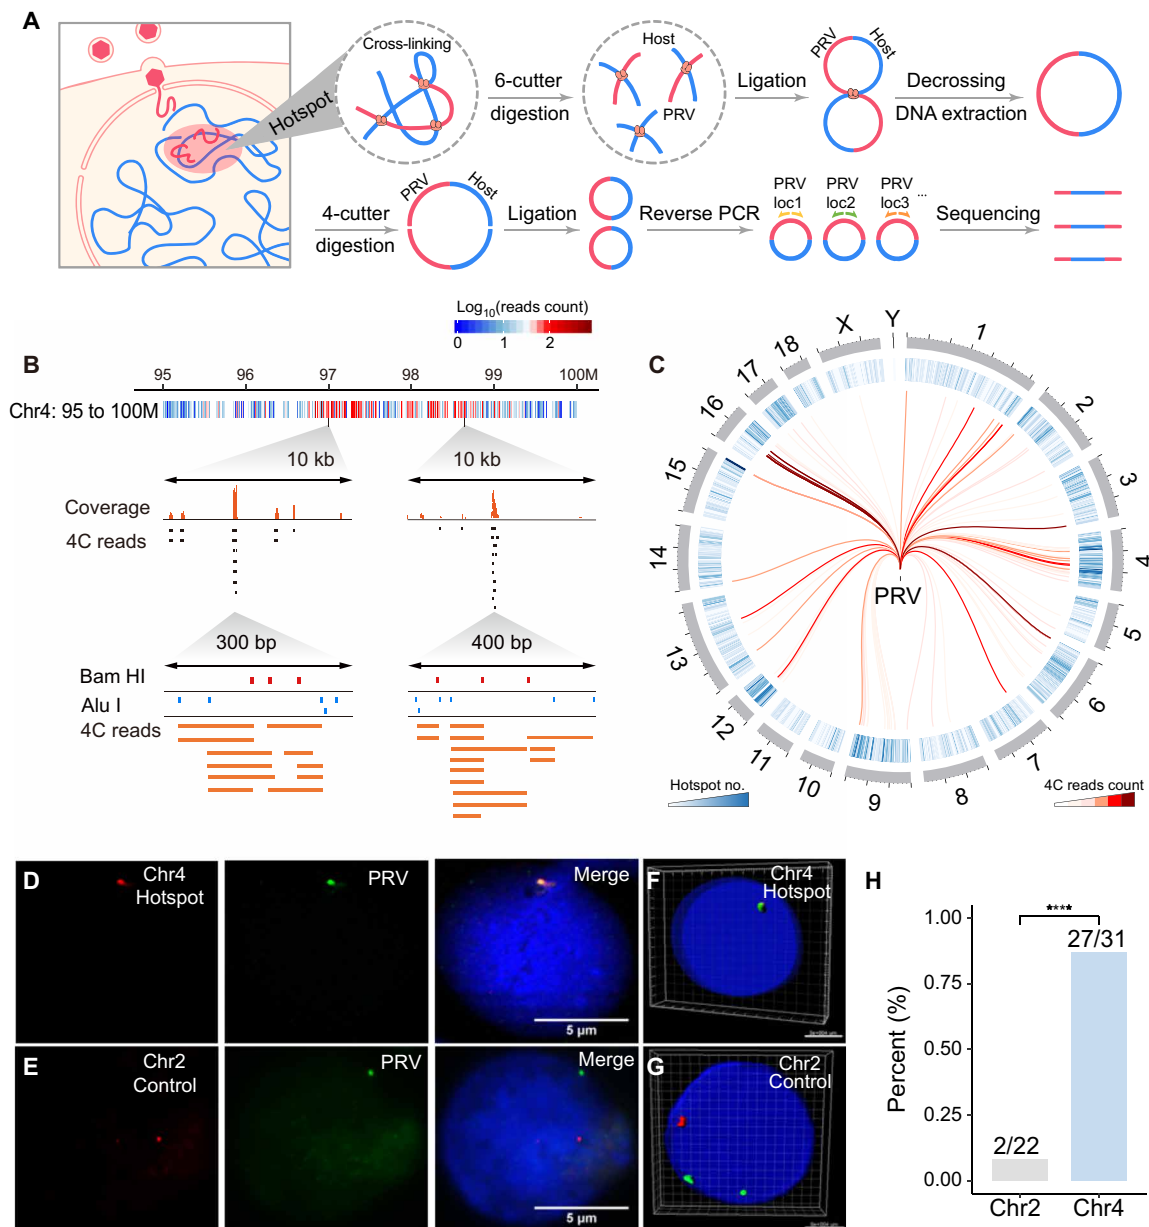 A
Hotspot
Cross-linking
6-cutter
digestion
Host
PRV
Ligation
PRV
Host
Decrossing
DNA extraction
4-cutter
digestion
PRV
Host
Ligation
Reverse PCR
PRV
loc1
PRV
loc2
PRV
loc3
...
Sequencing
Log10(reads count)
0 1 2
B
95 96 97 98 99 100M
Chr4: 95 to 100M
10 kb
10 kb
Coverage
4C reads
300 bp
400 bp
Bam HI
Alu I
4C reads
C
1
2
3
4
5
6
7
8
9
10
11
12
13
14
15
16
17
18
X
Y
PRV
Hotspot no.
4C reads count
D
Chr4
Hotspot
PRV
Merge
5 µm
E
Chr2
Control
PRV
Merge
5 µm
F
Chr4
Hotspot
G
Chr2
Control
H
****
27/31
2/22
1.00
0.75
0.50
0.25
0.00
Percent (%)
Chr2 Chr4